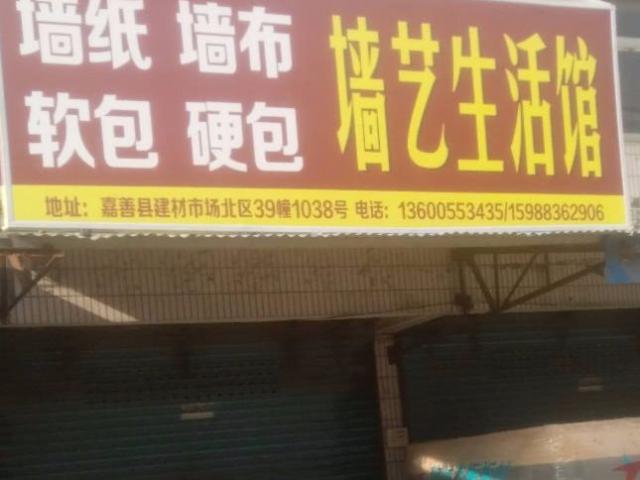 墙纸 墙布
软包 硬包
墙艺生活馆
地址：嘉善县建材市场北区39幢1038号 电话：13600553435/15988362906